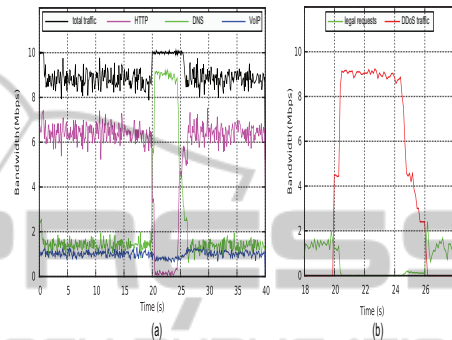 total traffic HTTP DNS VoIP
10
8
6
4
2
0
0 5 10 15 20 25 30 35 40
Bandwidth(Mbps)
Time (s)
(a)
legal requests DDoS traffic
10
8
6
4
2
0
18 20 22 24 26
Bandwidth(Mbps)
Time (s)
(b)